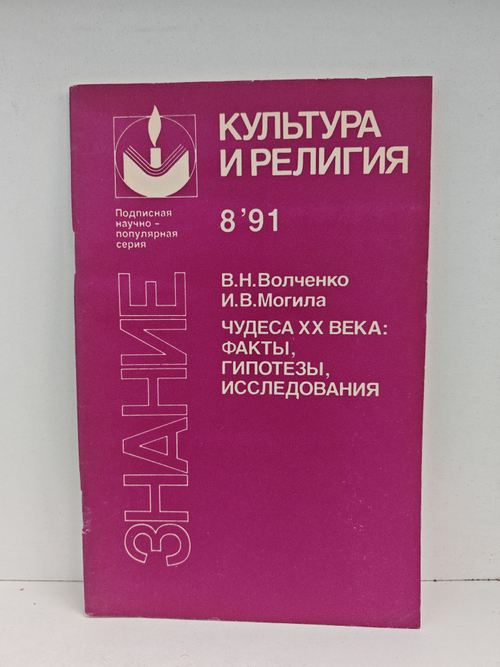 КУЛЬТУРА
И РЕЛИГИЯ
Подписная
научно-
популярная
серия
8'91
В.Н.Волченко
И.В.Могила
ЧУДЕСА XX ВЕКА:
ФАКТЫ,
ГИПОТЕЗЫ,
ИССЛЕДОВАНИЯ
ЗНАНИЕ